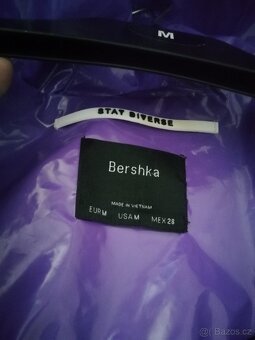 M
STAY DIVERSE
Bershka
MADE IN VIETNAM
EUR M USA M MEX 28
Bazos.cz